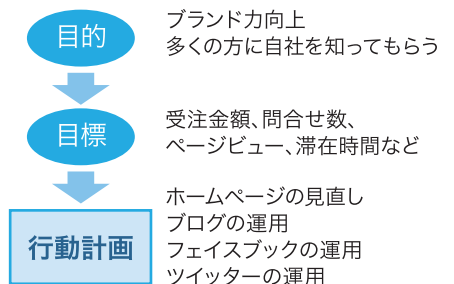 目的
ブランド力向上
多くの方に自社を知ってもらう
目標
受注金額、問合せ数、
ページビュー、滞在時間など
行動計画
ホームページの見直し
ブログの運用
フェイスブックの運用
ツイッターの運用